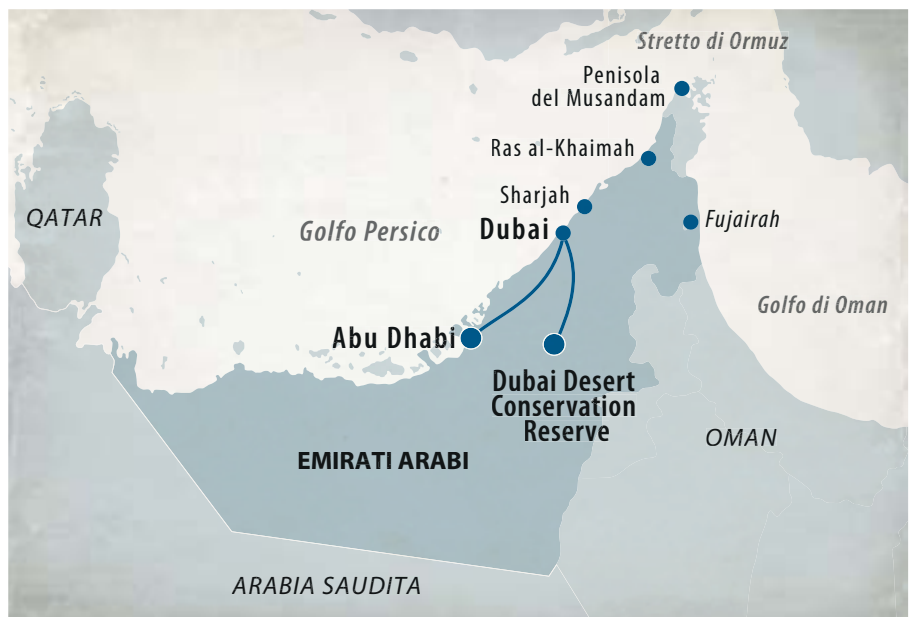 Stretto di Ormuz
Penisola
del Musandam
Ras al-Khaimah
Sharjah
QATAR
Golfo Persico
Dubai
Fujairah
Golfo di Oman
Abu Dhabi
Dubai Desert
Conservation
Reserve
OMAN
EMIRATI ARABI
ARABIA SAUDITA